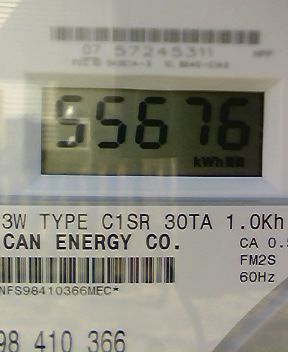 07 57245311
55676
kWh
3W TYPE C1SR 30TA 1.0Kh
CAN ENERGY CO.
CA 0.5
FM2S
60Hz
NFS98410366MEC*
98 410 366